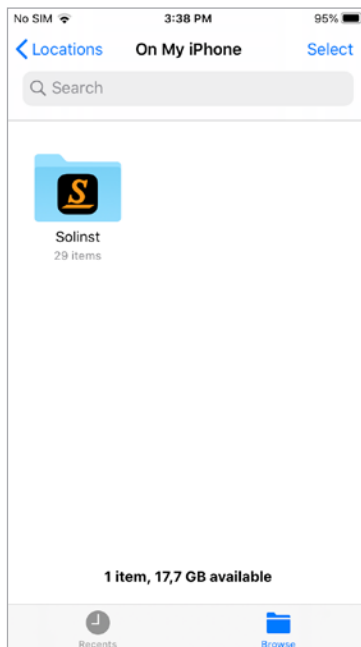 No SIM 3:38 PM 95%
Locations On My iPhone Select
Search
S
Solinst
29 items
1 item, 17,7 GB available
Recents Browse